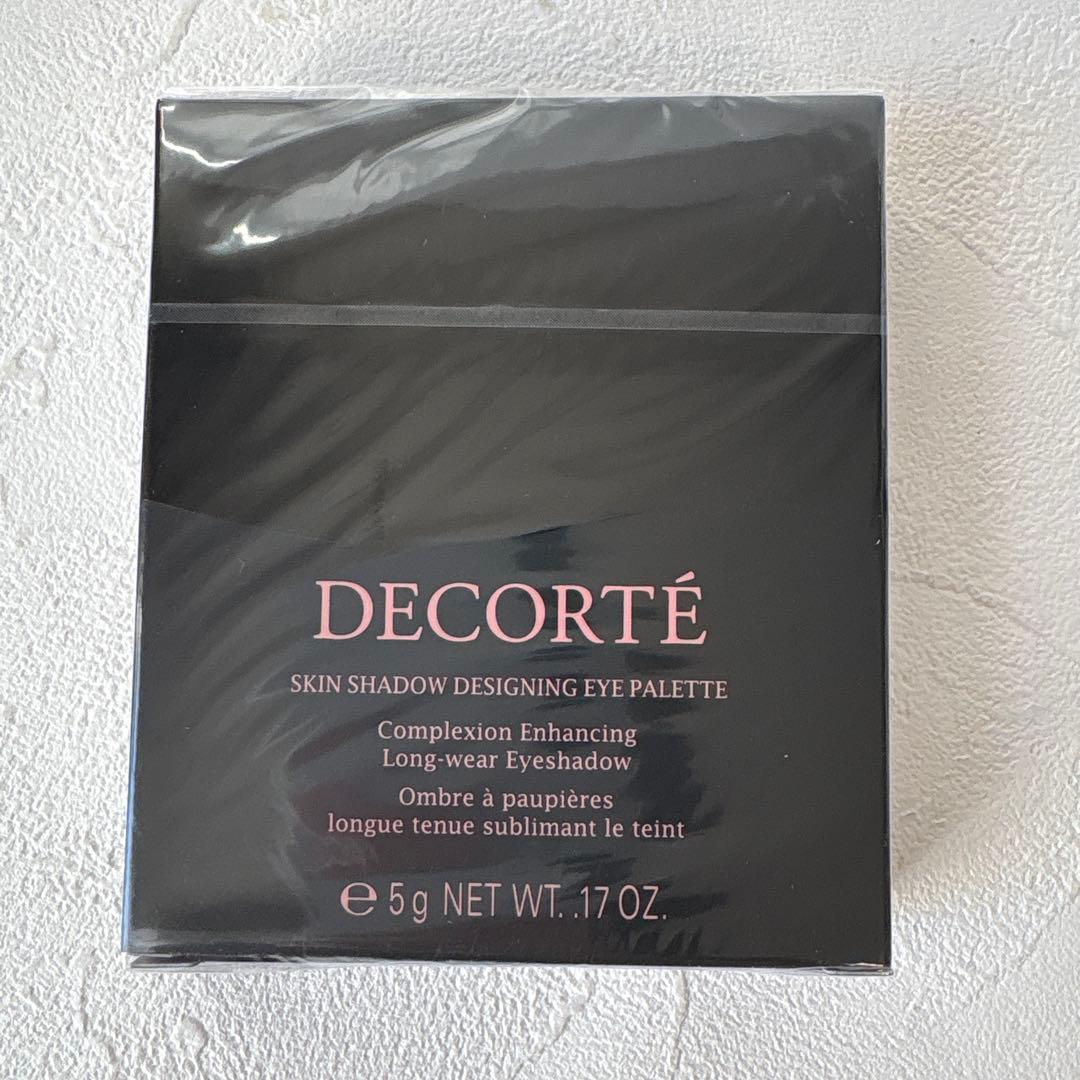 DECORTÉ
SKIN SHADOW DESIGNING EYE PALETTE
Complexion Enhancing
Long-wear Eyeshadow
Ombre à paupières
longue tenue sublimant le teint
℮ 5g NET WT. .17 OZ.